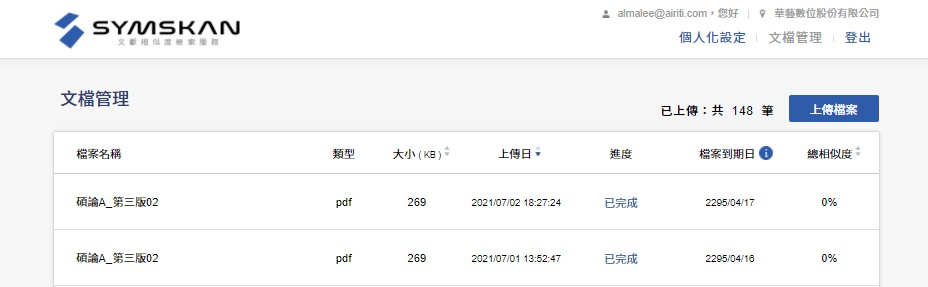 almalee@airiti.com，您好 | 華藝數位股份有限公司
SYMSKAN
文獻相似度檢索服務
個人化設定 | 文檔管理 | 登出
文檔管理
已上傳：共 148 筆 上傳檔案
檔案名稱 類型 大小 ( KB ) 上傳日 進度 檔案到期日 總相似度
碩論A_第三版02 pdf 269 2021/07/02 18:27:24 已完成 2295/04/17 0%
碩論A_第三版02 pdf 269 2021/07/01 13:52:47 已完成 2295/04/16 0%